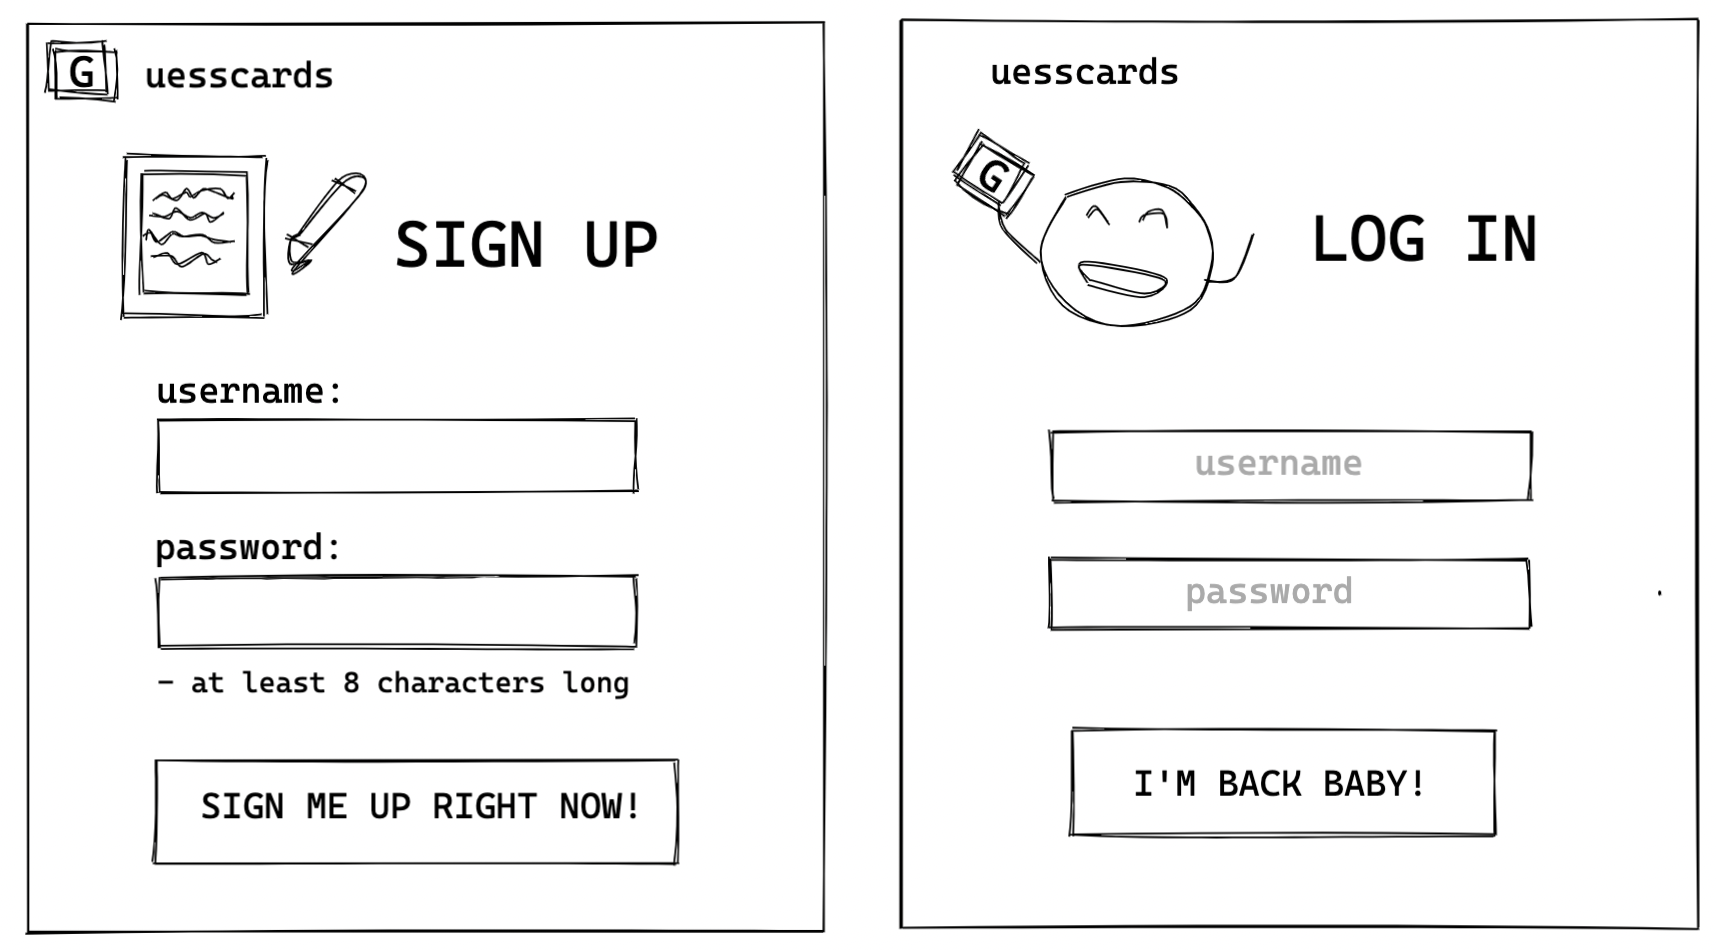 G uesscards
SIGN UP
username:
password:
- at least 8 characters long
SIGN ME UP RIGHT NOW!
uesscards
G
LOG IN
username
password
I'M BACK BABY!